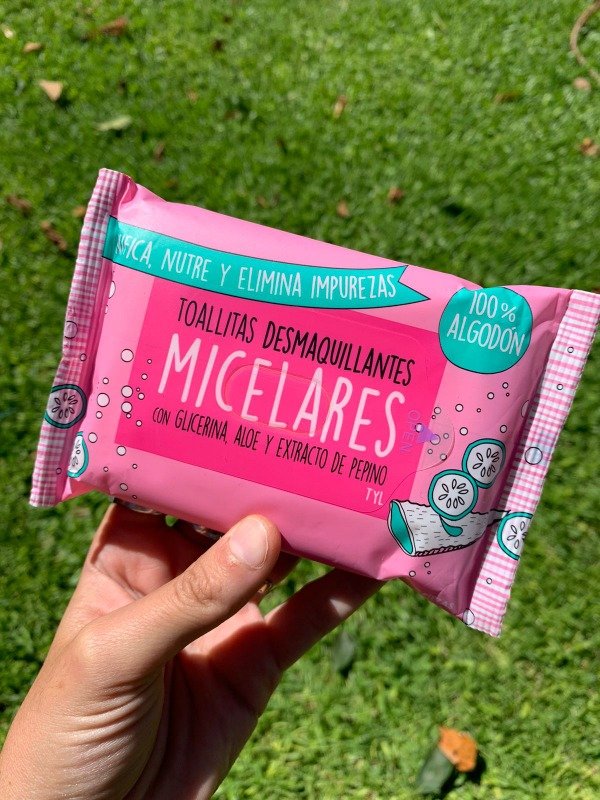 NUTRE Y ELIMINA IMPUREZAS
100%
ALGODÓN
TOALLITAS DESMAQUILLANTES
MICELARES
CON GLICERINA, ALOE Y EXTRACTO DE PEPINO
TYL